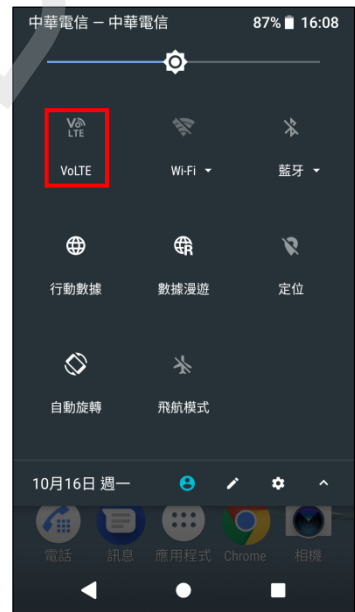 中華電信 — 中華電信 87% 16:08
VoLTE
VoLTE Wi-Fi 藍牙
R
行動數據 數據漫遊 定位
自動旋轉 飛航模式
10月16日 週一
電話 訊息 應用程式 Chrome 相機